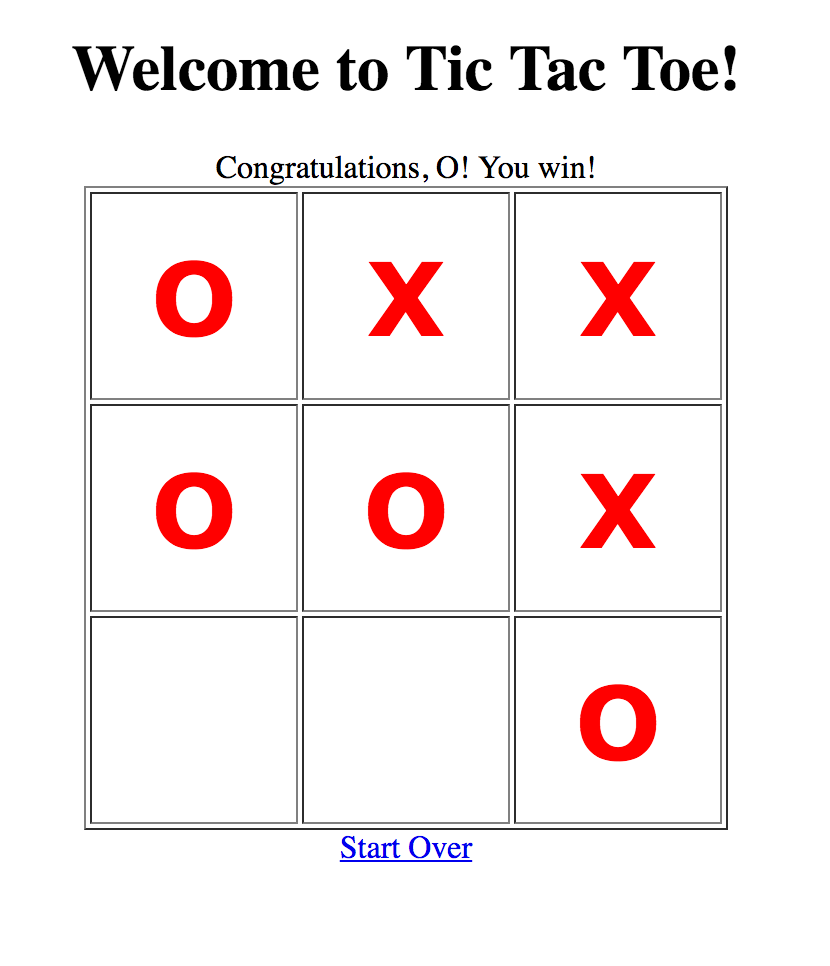 Welcome to Tic Tac Toe!
Congratulations, O! You win!
O X X
O O X
O
Start Over